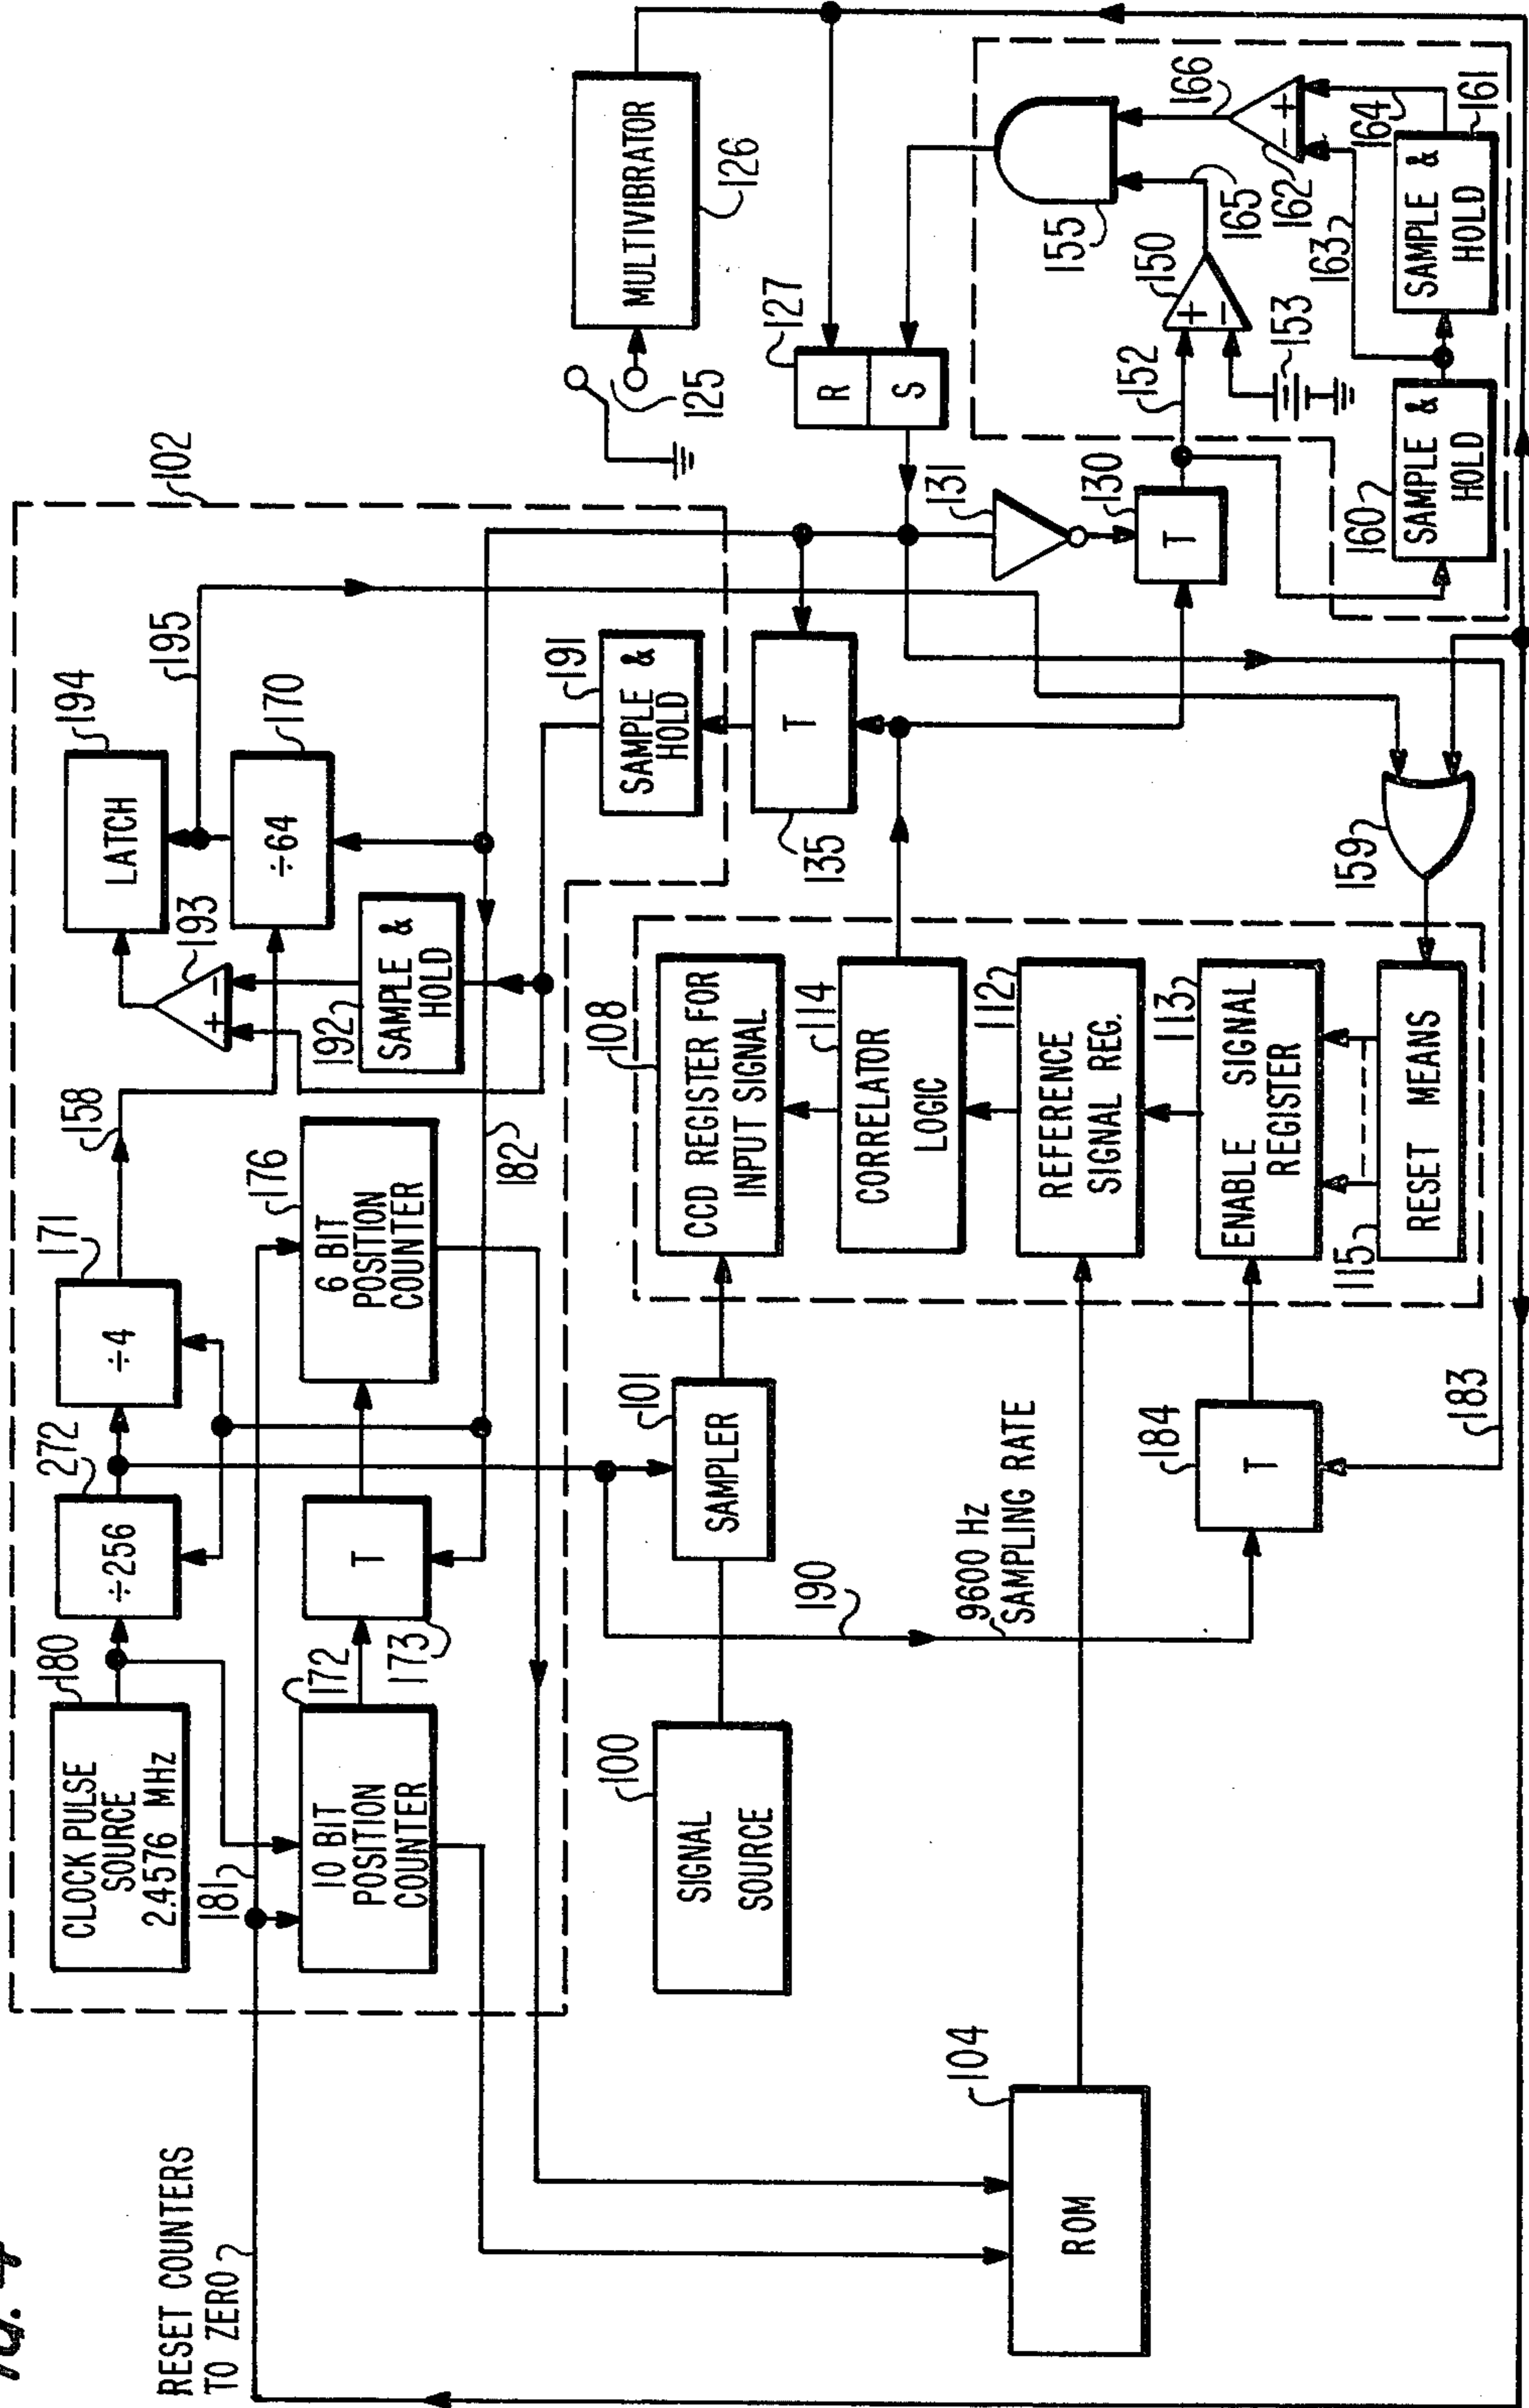 RESET COUNTERS
TO ZERO
181
CLOCK PULSE
SOURCE
2.4576 MHz
180
÷256
272
÷4
171
158
LATCH
194
195
÷64
170
193
SAMPLE &
HOLD
192
SAMPLE &
HOLD
191
102
10 BIT
POSITION
COUNTER
172
T
173
6 BIT
POSITION
COUNTER
176
182
SIGNAL
SOURCE
100
SAMPLER
101
190
9600 Hz
SAMPLING RATE
CCD REGISTER FOR
INPUT SIGNAL
108
CORRELATOR
LOGIC
114
REFERENCE
SIGNAL REG.
112
ENABLE SIGNAL
REGISTER
113
RESET MEANS
115
T
135
T
184
183
159
ROM
104
MULTIVIBRATOR
126
125
R
S
127
131
T
130
152
+
−
150
153
155
165
166
+
−
162
163
164
SAMPLE &
HOLD
160
SAMPLE &
HOLD
161
+
−